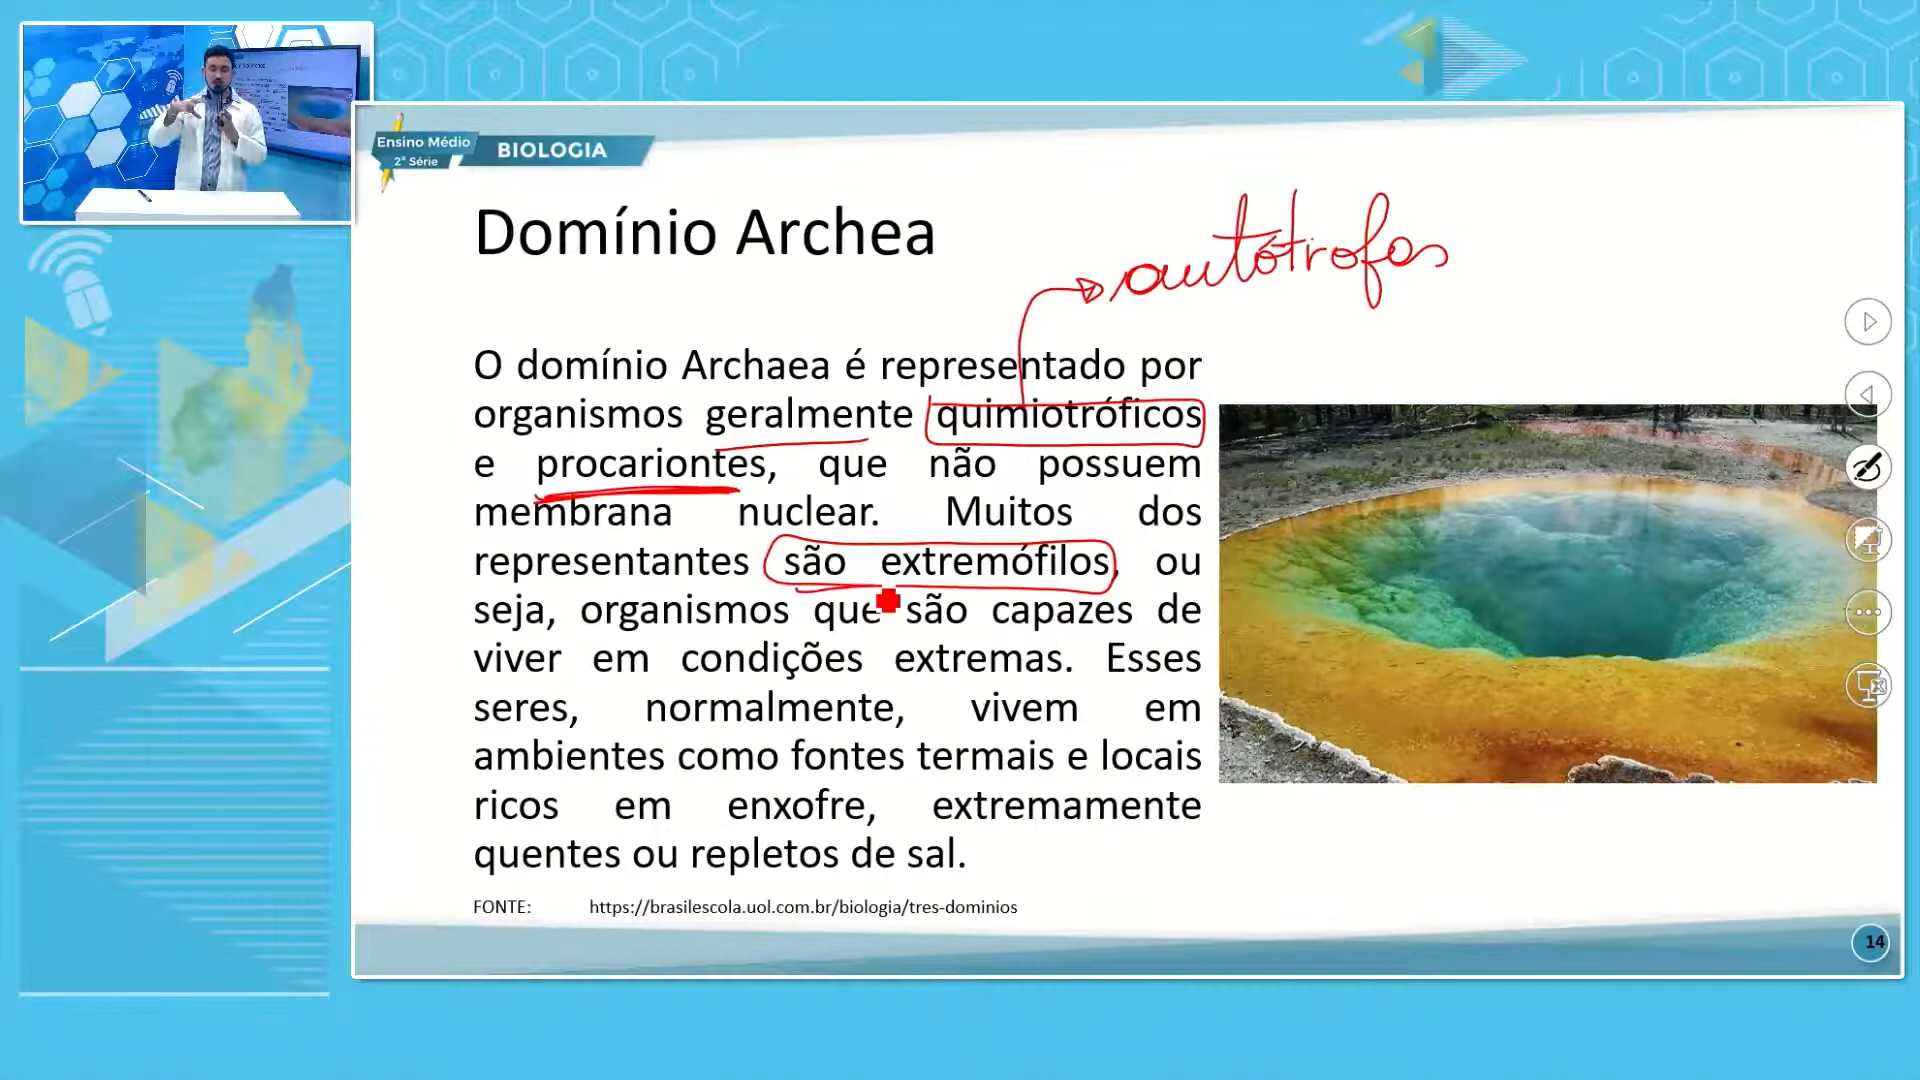 Ensino Médio
2ª Série
BIOLOGIA
Domínio Archea
autótrofos
O domínio Archaea é representado por
organismos geralmente quimiotróficos
e procariontes, que não possuem
membrana nuclear. Muitos dos
representantes são extremófilos, ou
seja, organismos que são capazes de
viver em condições extremas. Esses
seres, normalmente, vivem em
ambientes como fontes termais e locais
ricos em enxofre, extremamente
quentes ou repletos de sal.
FONTE: https://brasilescola.uol.com.br/biologia/tres-dominios
14